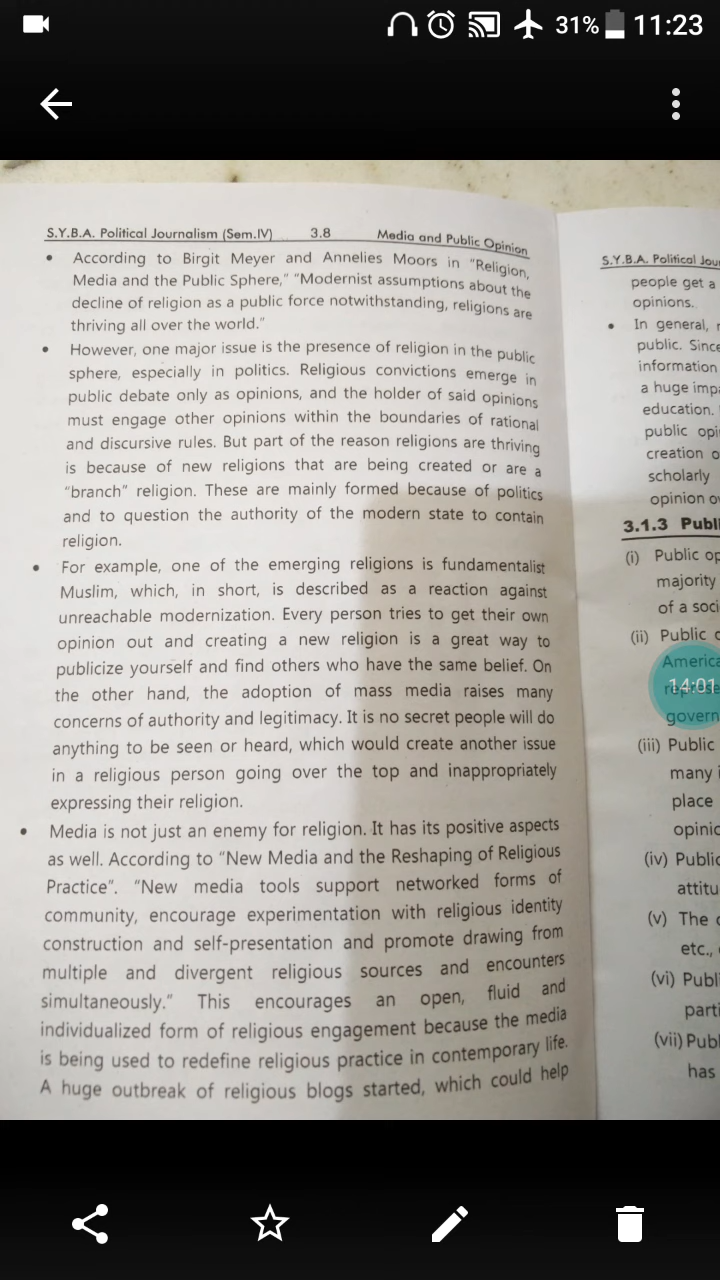 31% 11:23
S.Y.B.A. Political Journalism (Sem.IV) 3.8 Media and Public Opinion
• According to Birgit Meyer and Annelies Moors in "Religion,
Media and the Public Sphere," "Modernist assumptions about the
decline of religion as a public force notwithstanding, religions are
thriving all over the world."
• However, one major issue is the presence of religion in the public
sphere, especially in politics. Religious convictions emerge in
public debate only as opinions, and the holder of said opinions
must engage other opinions within the boundaries of rational
and discursive rules. But part of the reason religions are thriving
is because of new religions that are being created or are a
"branch" religion. These are mainly formed because of politics
and to question the authority of the modern state to contain
religion.
• For example, one of the emerging religions is fundamentalist
Muslim, which, in short, is described as a reaction against
unreachable modernization. Every person tries to get their own
opinion out and creating a new religion is a great way to
publicize yourself and find others who have the same belief. On
the other hand, the adoption of mass media raises many
concerns of authority and legitimacy. It is no secret people will do
anything to be seen or heard, which would create another issue
in a religious person going over the top and inappropriately
expressing their religion.
• Media is not just an enemy for religion. It has its positive aspects
as well. According to "New Media and the Reshaping of Religious
Practice". "New media tools support networked forms of
community, encourage experimentation with religious identity
construction and self-presentation and promote drawing from
multiple and divergent religious sources and encounters
simultaneously." This encourages an open, fluid and
individualized form of religious engagement because the media
is being used to redefine religious practice in contemporary life.
A huge outbreak of religious blogs started, which could help
S.Y.B.A. Political
people get a
opinions.
• In general,
public. Since
information
a huge
education.
public
creation
scholarly
opinion
3.1.3
(i) Public
majority
of a
(ii) Public
14:01
(iii) Public
many
place
(iv)
(v) The
etc.,
(vi)
(vii)
has